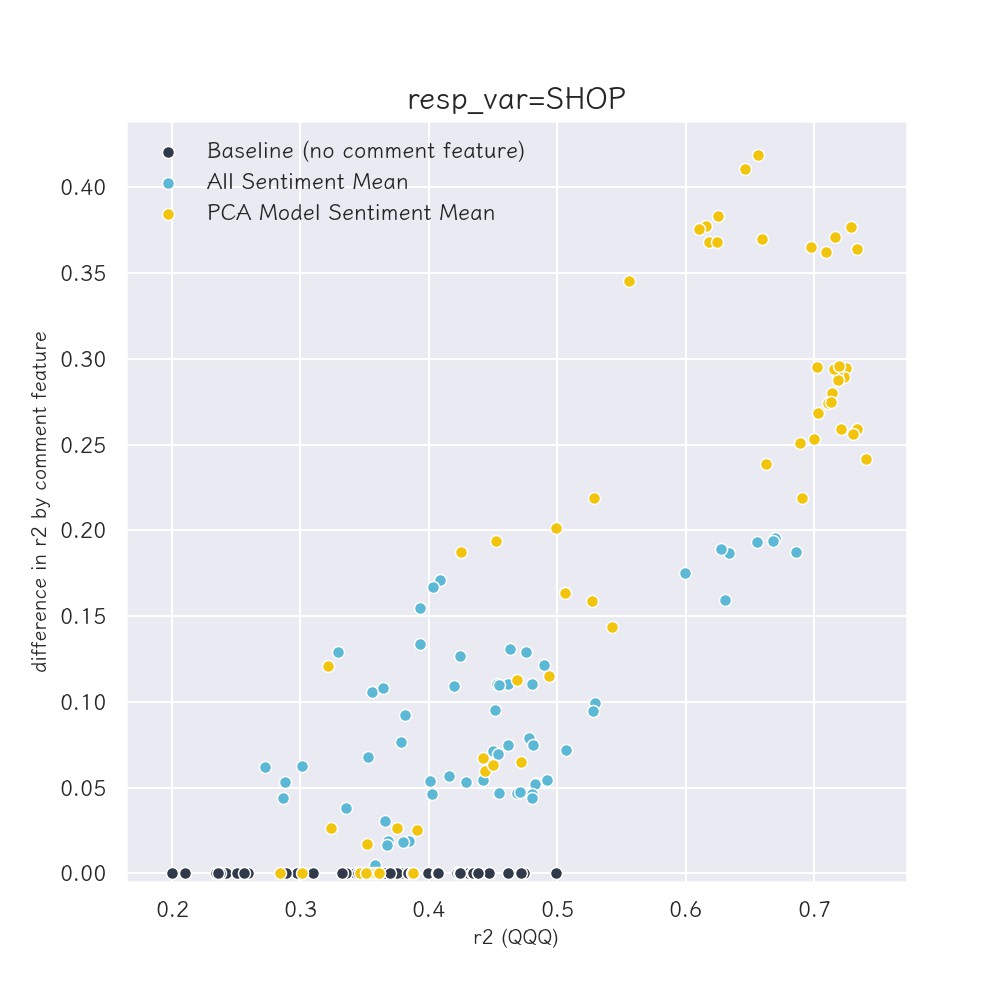 resp_var=SHOP
Baseline (no comment feature)
All Sentiment Mean
PCA Model Sentiment Mean
difference in r2 by comment feature
0.40
0.35
0.30
0.25
0.20
0.15
0.10
0.05
0.00
0.2 0.3 0.4 0.5 0.6 0.7
r2 (QQQ)